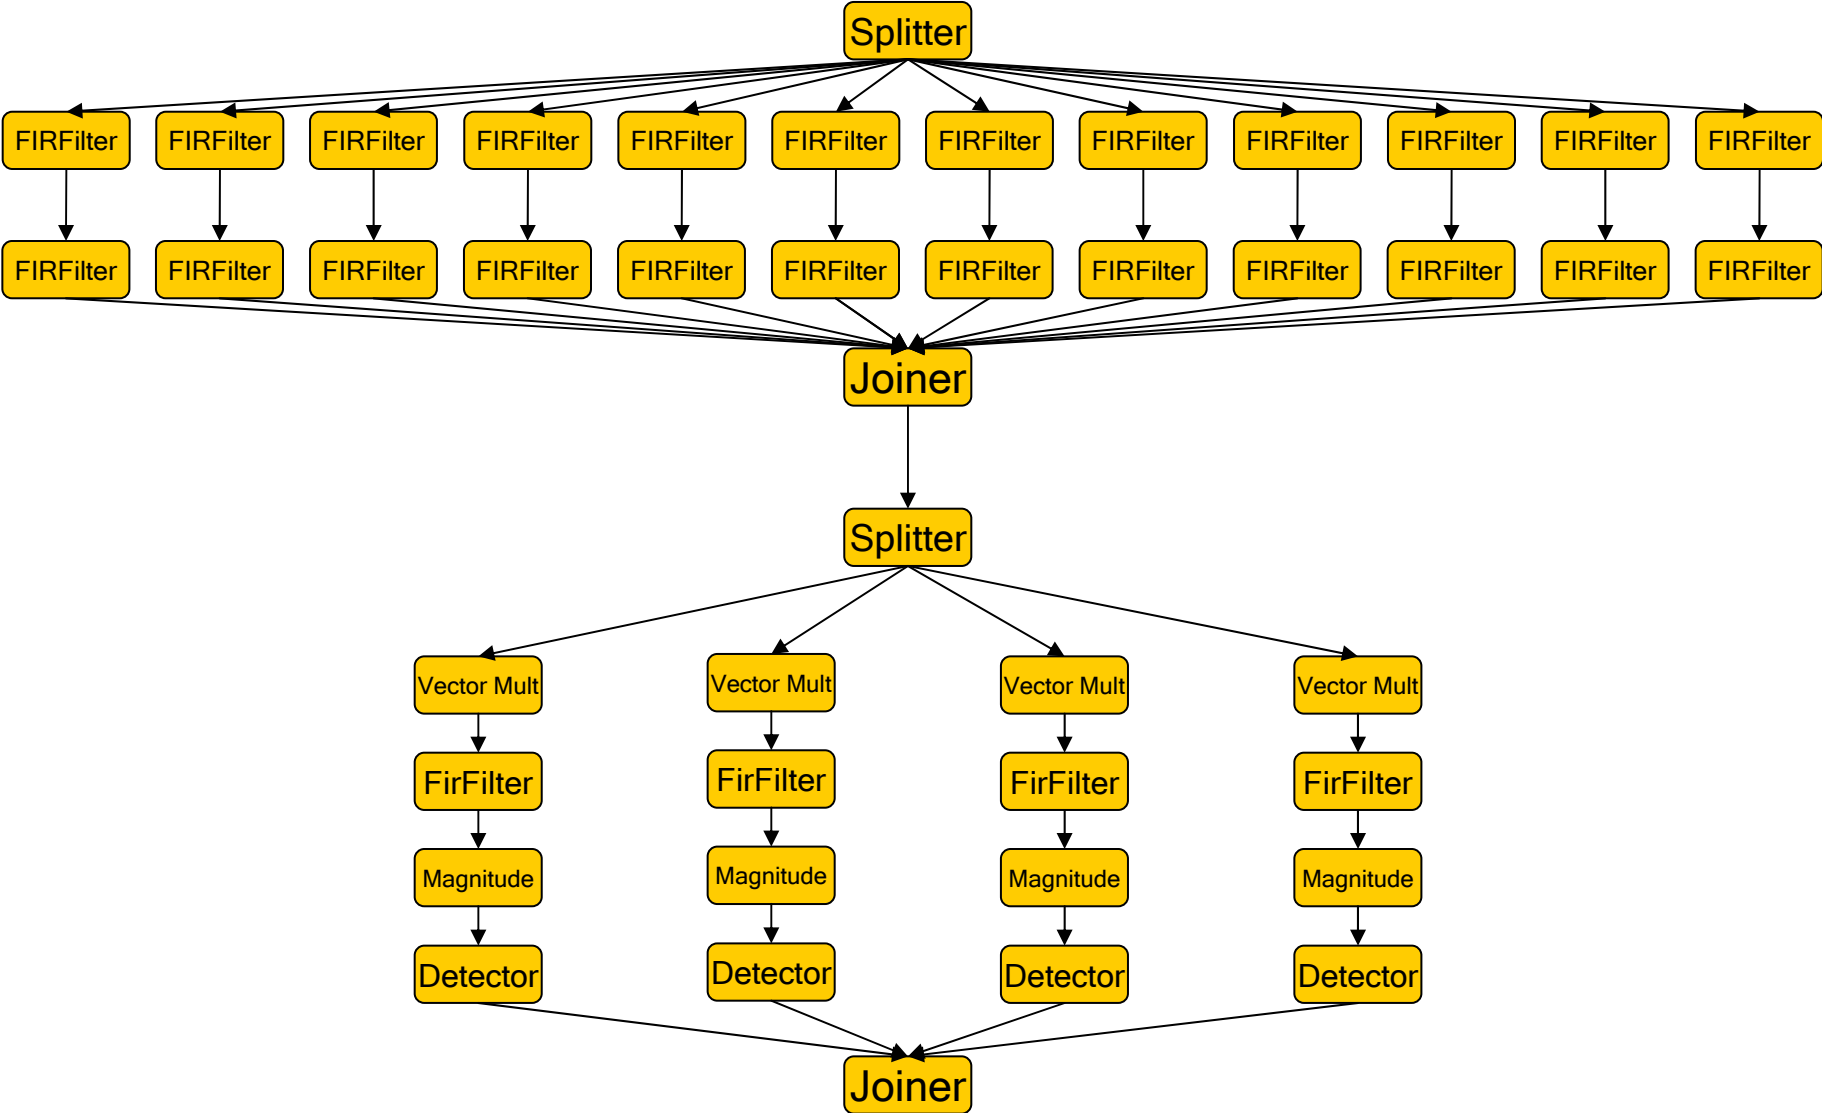 Splitter
FIRFilter FIRFilter FIRFilter FIRFilter FIRFilter FIRFilter FIRFilter FIRFilter FIRFilter FIRFilter FIRFilter FIRFilter
FIRFilter FIRFilter FIRFilter FIRFilter FIRFilter FIRFilter FIRFilter FIRFilter FIRFilter FIRFilter FIRFilter FIRFilter
Joiner
Splitter
Vector Mult Vector Mult Vector Mult Vector Mult
FirFilter FirFilter FirFilter FirFilter
Magnitude Magnitude Magnitude Magnitude
Detector Detector Detector Detector
Joiner